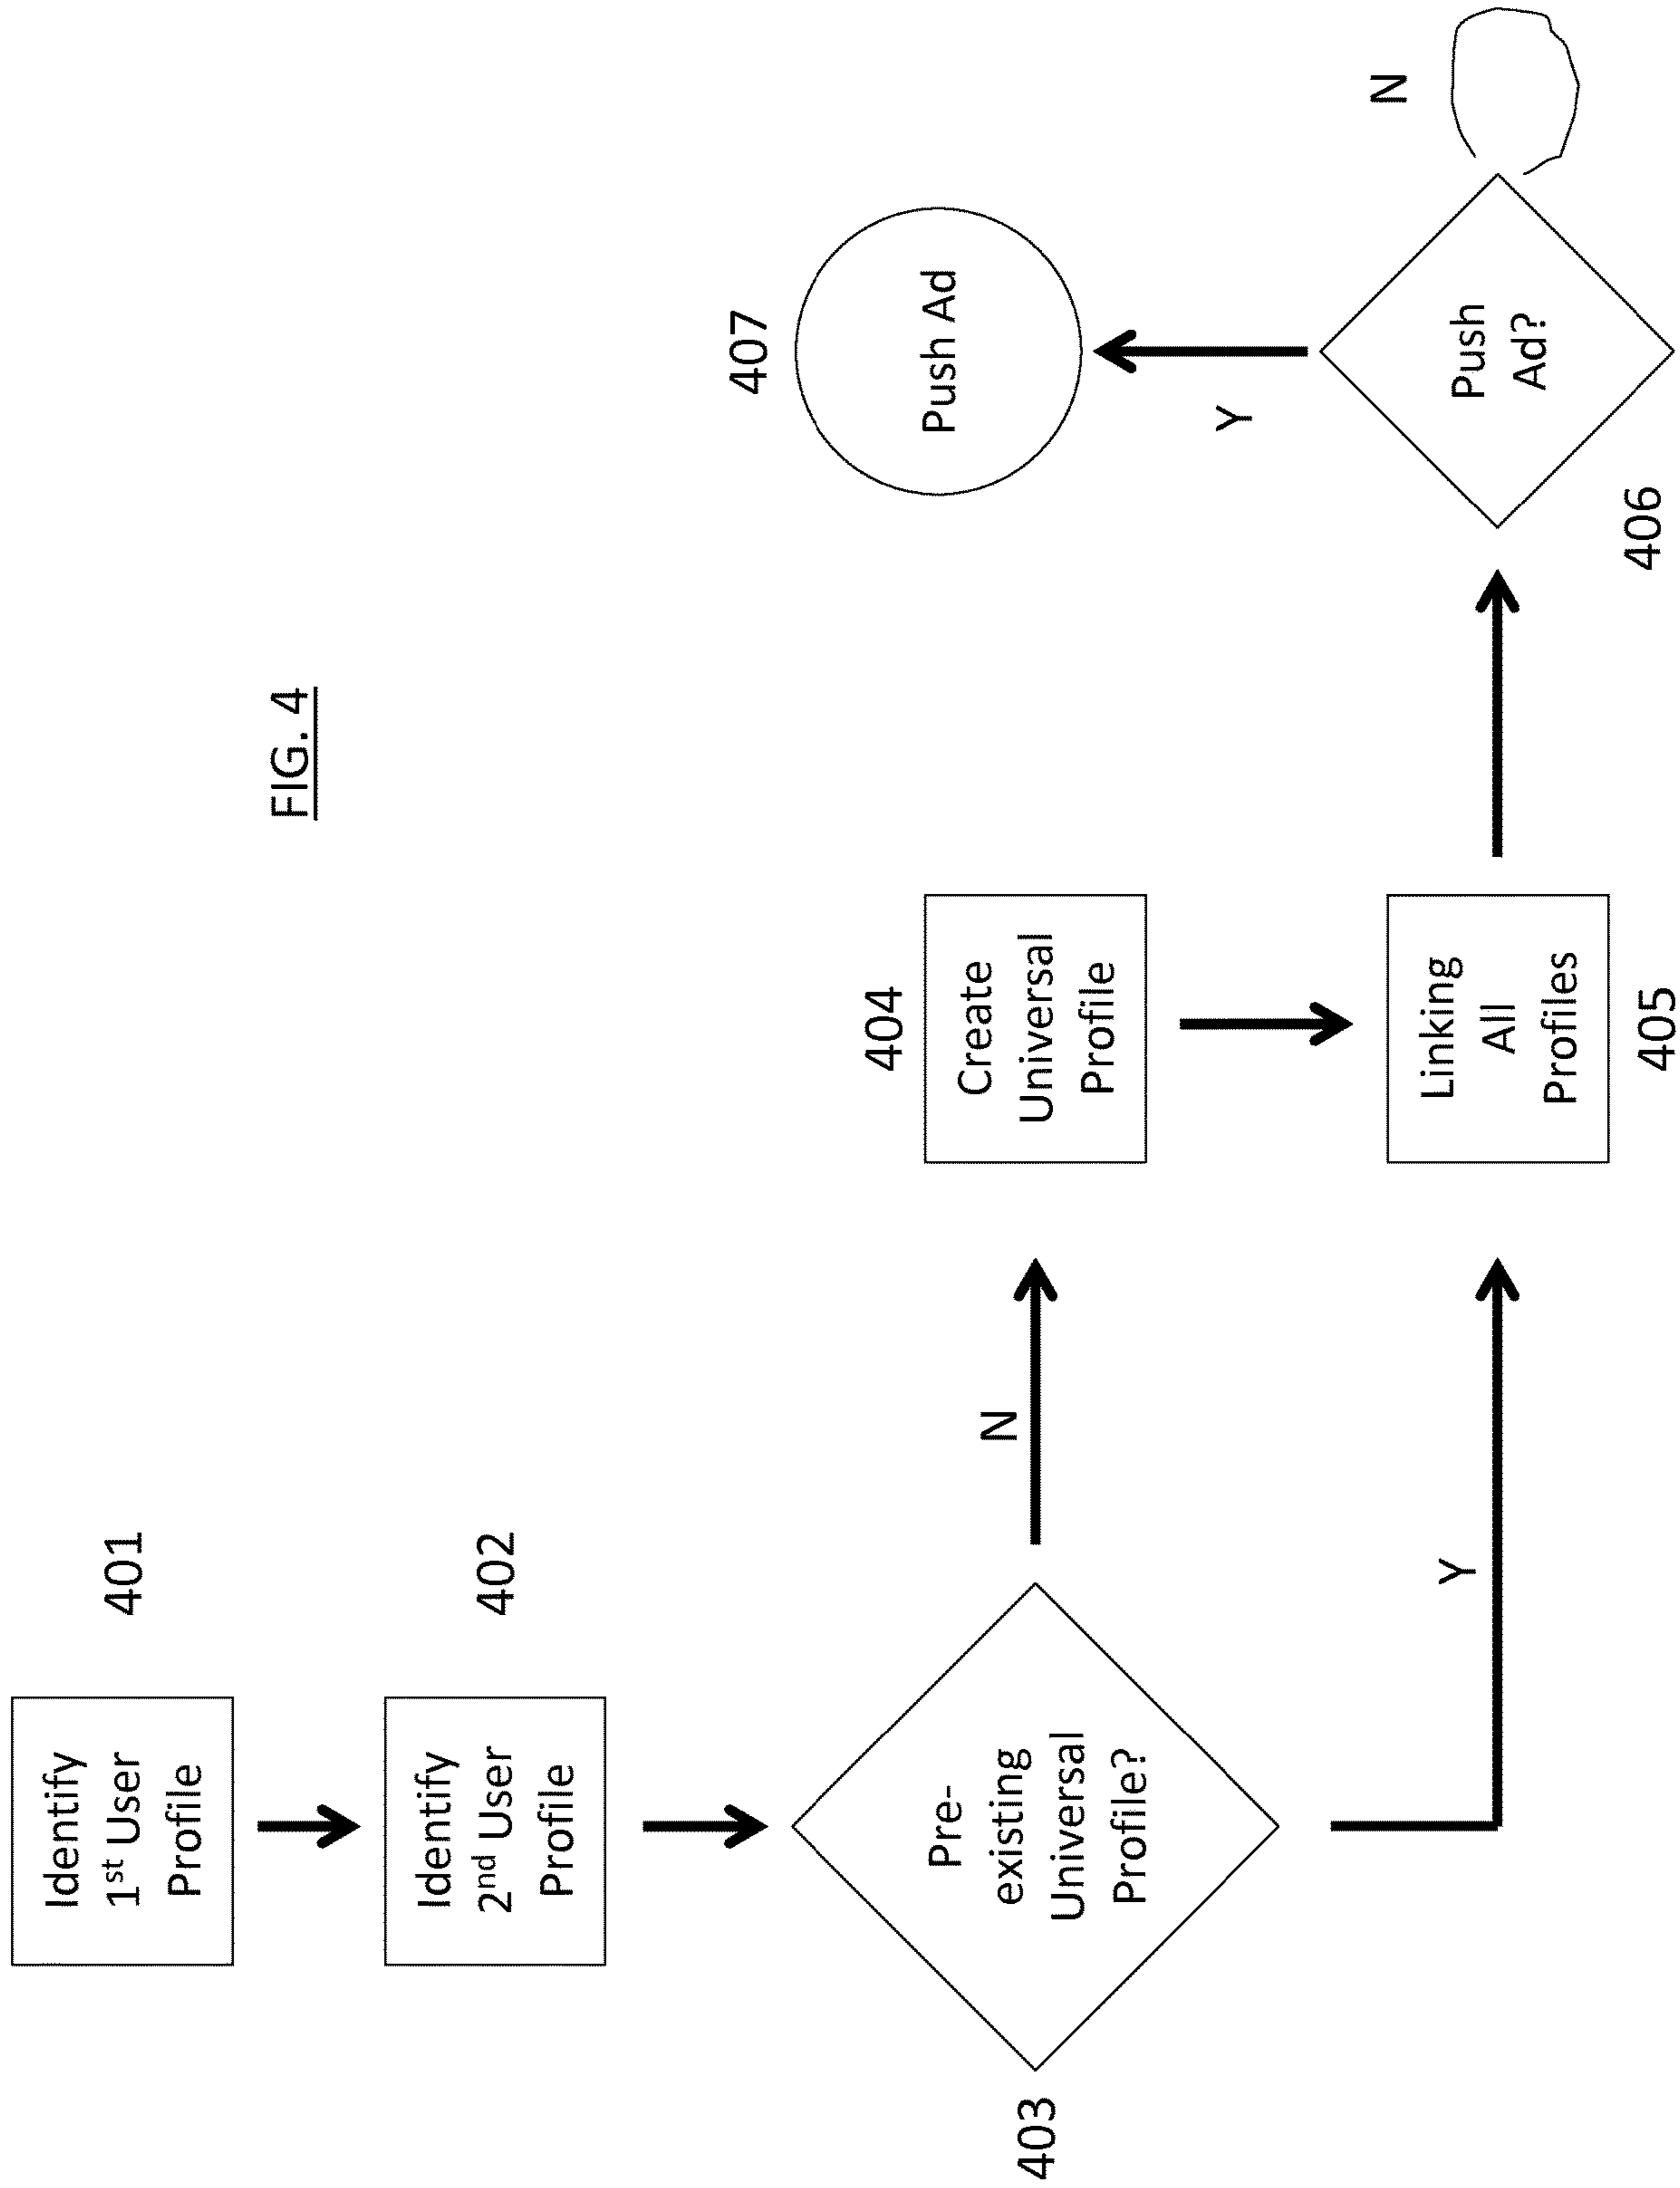 FIG. 4
401
Identify
1st User
Profile
402
Identify
2nd User
Profile
403
Pre-
existing
Universal
Profile?
N
Y
404
Create
Universal
Profile
Linking
All
Profiles
405
406
Push
Ad?
N
Y
407
Push Ad